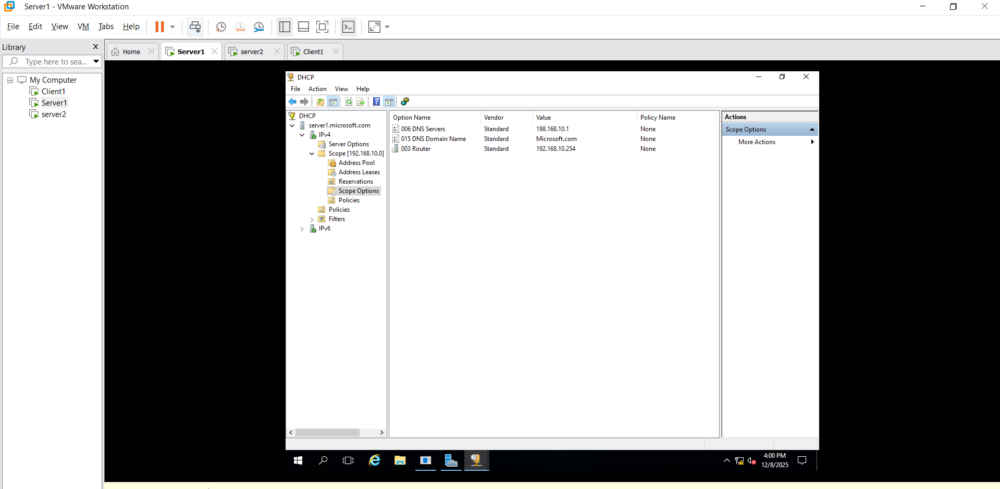 Server1 - VMware Workstation
File Edit View VM Tabs Help
Library
Type here to sea...
My Computer
Client1
Server1
server2
Home
Server1
server2
Client1
DHCP
File Action View Help
DHCP
server1.microsoft.com
IPv4
Server Options
Scope [192.168.10.0]
Address Pool
Address Leases
Reservations
Scope Options
Policies
Policies
Filters
IPv6
Option Name Vendor Value Policy Name
006 DNS Servers Standard 198.168.10.1 None
015 DNS Domain Name Standard Microsoft.com None
003 Router Standard 192.168.10.254 None
Actions
Scope Options
More Actions
4:00 PM
12/8/2025